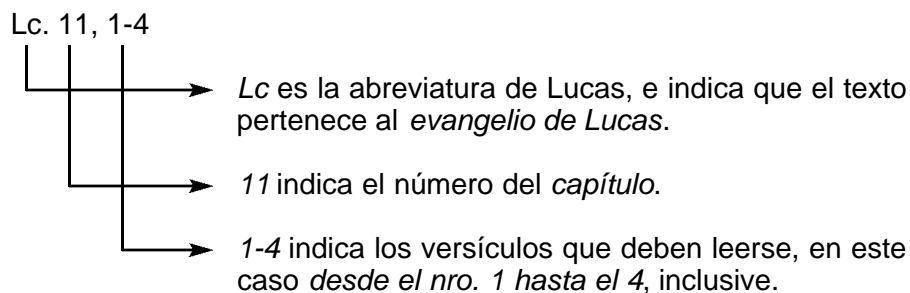 Lc. 11, 1-4
Lc es la abreviatura de Lucas, e indica que el texto
pertenece al evangelio de Lucas.
11 indica el número del capítulo.
1-4 indica los versículos que deben leerse, en este
caso desde el nro. 1 hasta el 4, inclusive.